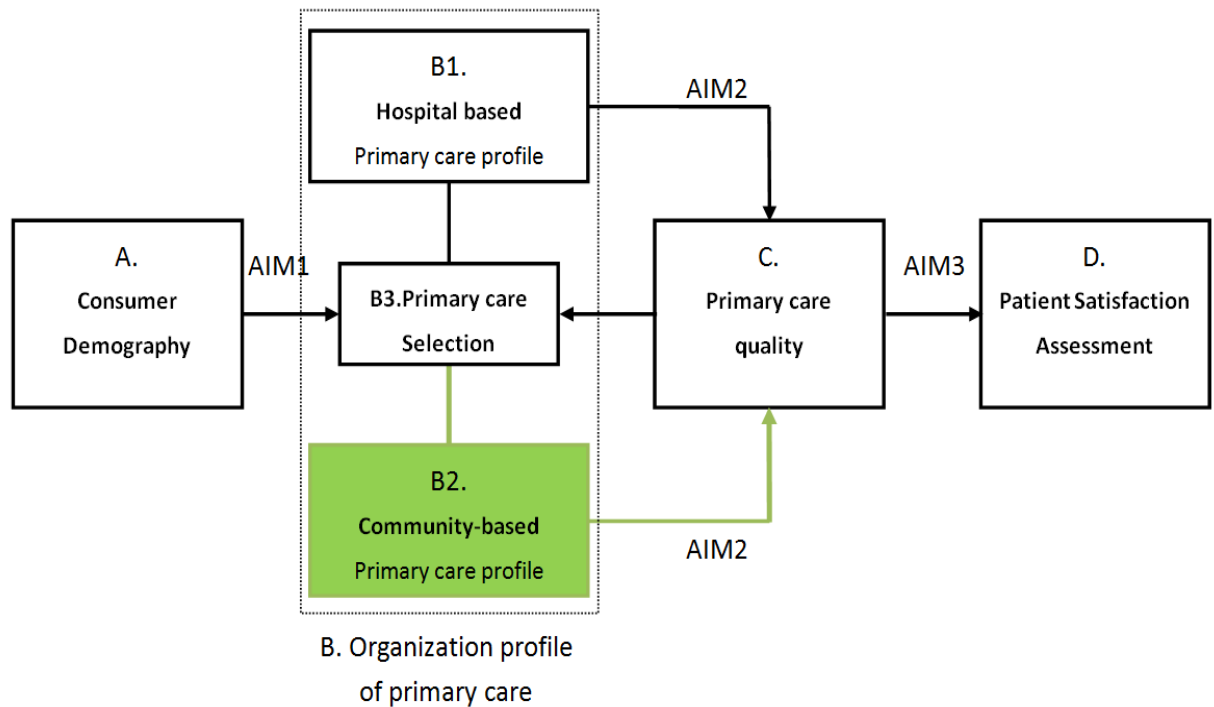 B1.
Hospital based
Primary care profile
AIM2
A.
Consumer
Demography
AIM1
B3.Primary care
Selection
C.
Primary care
quality
AIM3
D.
Patient Satisfaction
Assessment
B2.
Community-based
Primary care profile
AIM2
B. Organization profile
of primary care